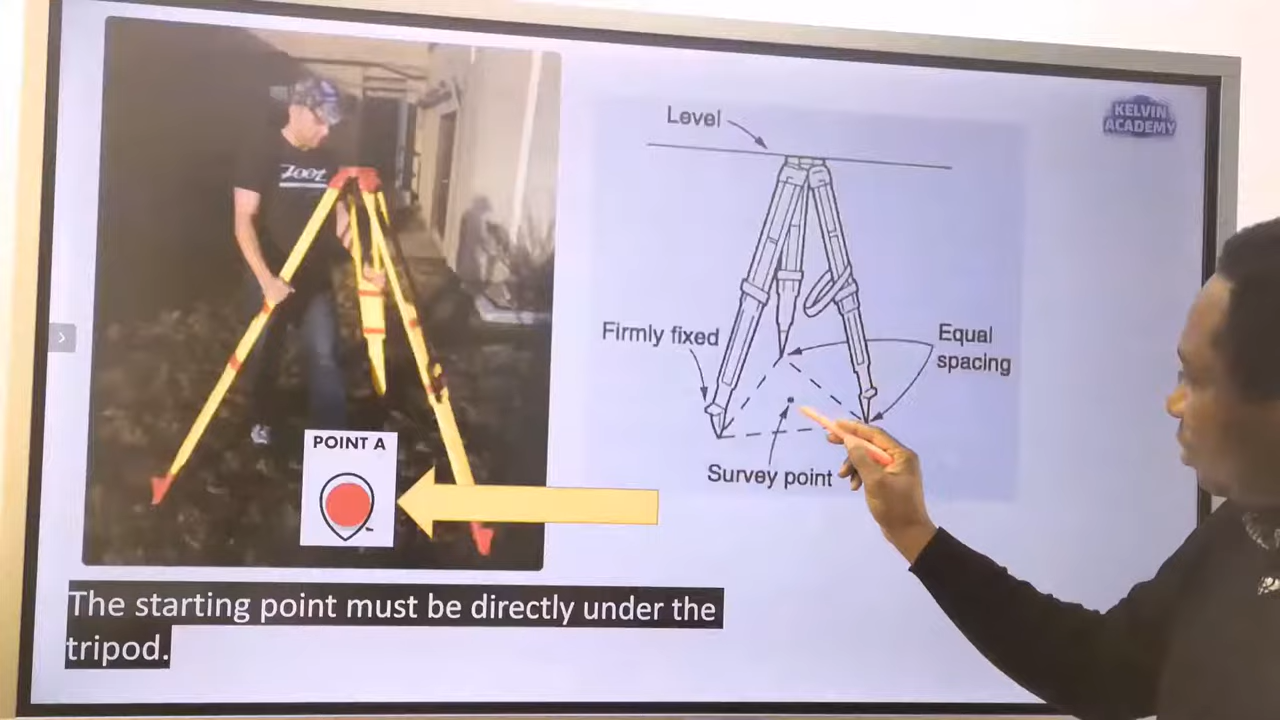 KELVIN
ACADEMY
Level
ZOOT
Firmly fixed
Equal
spacing
POINT A
Survey point
The starting point must be directly under the
tripod.